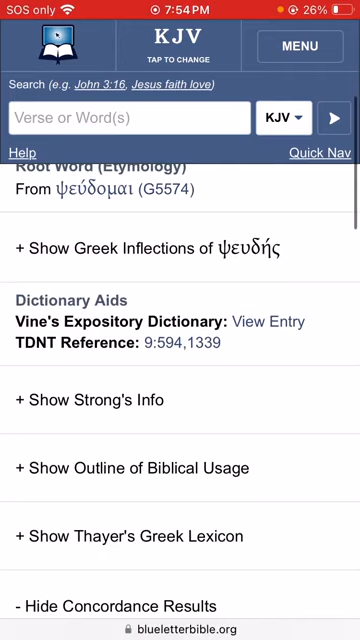 SOS only 7:54 PM 26%
KJV
TAP TO CHANGE
MENU
Search (e.g. John 3:16, Jesus faith love)
Verse or Word(s)
KJV
Help Quick Nav
Root Word (Etymology)
From ψεύδομαι (G5574)
+ Show Greek Inflections of ψευδής
Dictionary Aids
Vine's Expository Dictionary: View Entry
TDNT Reference: 9:594,1339
+ Show Strong's Info
+ Show Outline of Biblical Usage
+ Show Thayer's Greek Lexicon
- Hide Concordance Results
blueletterbible.org